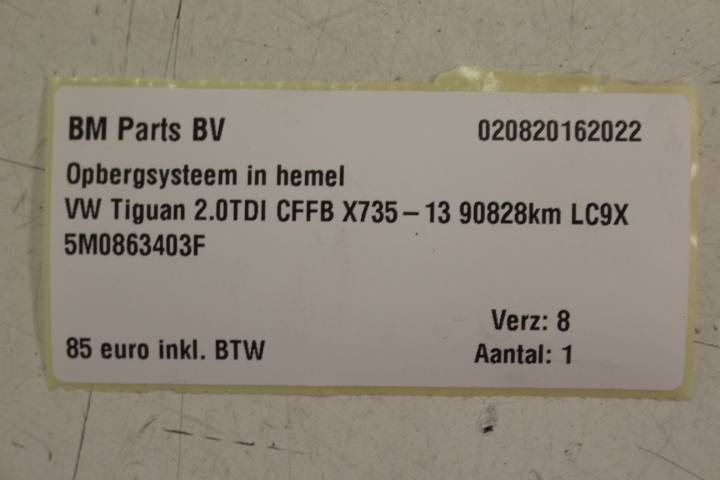 BM Parts BV 020820162022
Opbergsysteem in hemel
VW Tiguan 2.0TDI CFFB X735-13 90828km LC9X
5M0863403F
Verz: 8
85 euro inkl. BTW Aantal: 1